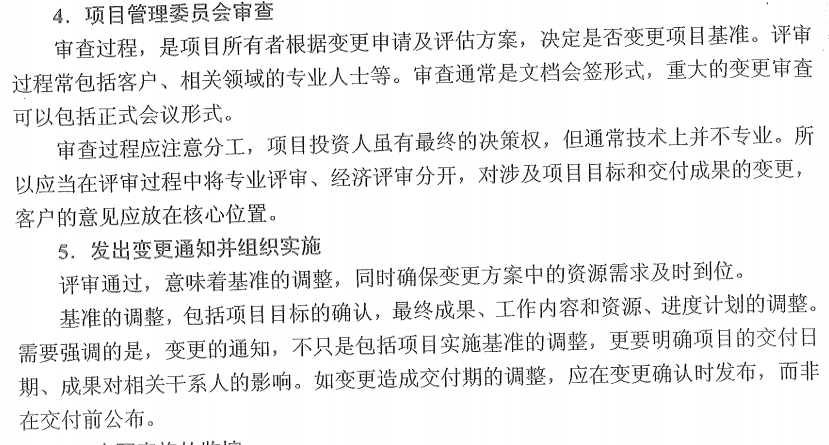 4．项目管理委员会审查
审查过程，是项目所有者根据变更申请及评估方案，决定是否变更项目基准。评审
过程常包括客户、相关领域的专业人士等。审查通常是文档会签形式，重大的变更审查
可以包括正式会议形式。
审查过程应注意分工，项目投资人虽有最终的决策权，但通常技术上并不专业。所
以应当在评审过程中将专业评审、经济评审分开，对涉及项目目标和交付成果的变更，
客户的意见应放在核心位置。
5．发出变更通知并组织实施
评审通过，意味着基准的调整，同时确保变更方案中的资源需求及时到位。
基准的调整，包括项目目标的确认，最终成果、工作内容和资源、进度计划的调整。
需要强调的是，变更的通知，不只是包括项目实施基准的调整，更要明确项目的交付日
期、成果对相关干系人的影响。如变更造成交付期的调整，应在变更确认时发布，而非
在交付前公布。